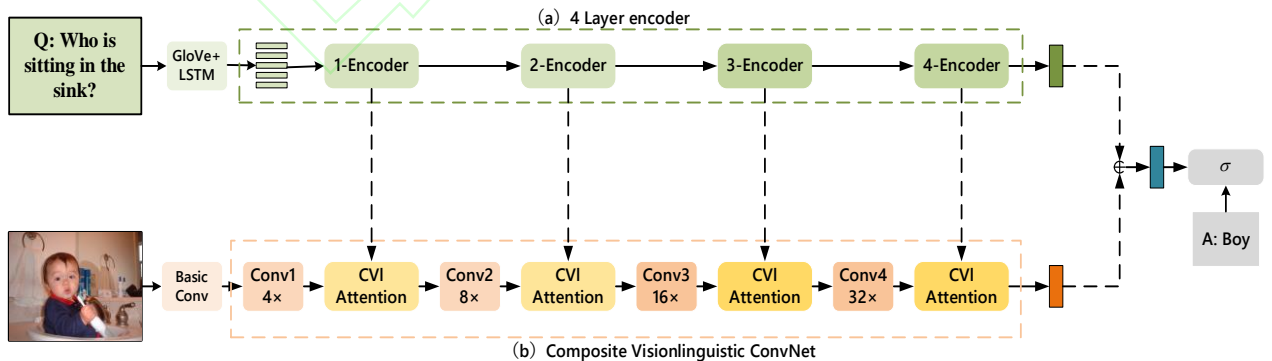 (a) 4 Layer encoder
Q: Who is
sitting in the
sink?
GloVe+
LSTM
1-Encoder
2-Encoder
3-Encoder
4-Encoder
σ
A: Boy
Basic
Conv
Conv1
4×
CVI
Attention
Conv2
8×
CVI
Attention
Conv3
16×
CVI
Attention
Conv4
32×
CVI
Attention
(b) Composite Visionlinguistic ConvNet